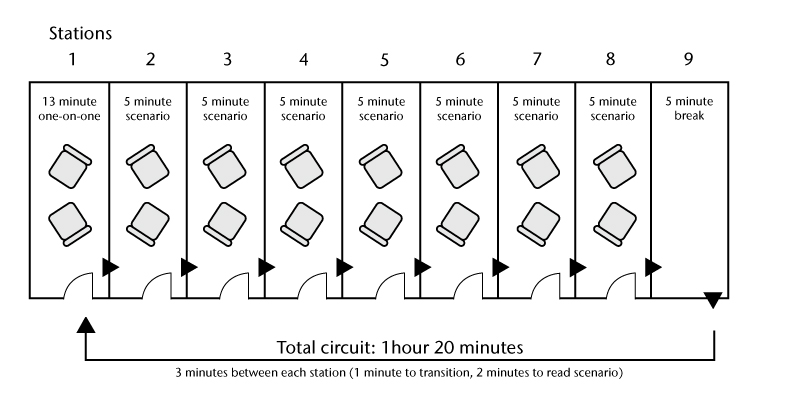 Stations
1 2 3 4 5 6 7 8 9
13 minute one-on-one
5 minute scenario
5 minute scenario
5 minute scenario
5 minute scenario
5 minute scenario
5 minute scenario
5 minute scenario
5 minute break
Total circuit: 1hour 20 minutes
3 minutes between each station (1 minute to transition, 2 minutes to read scenario)